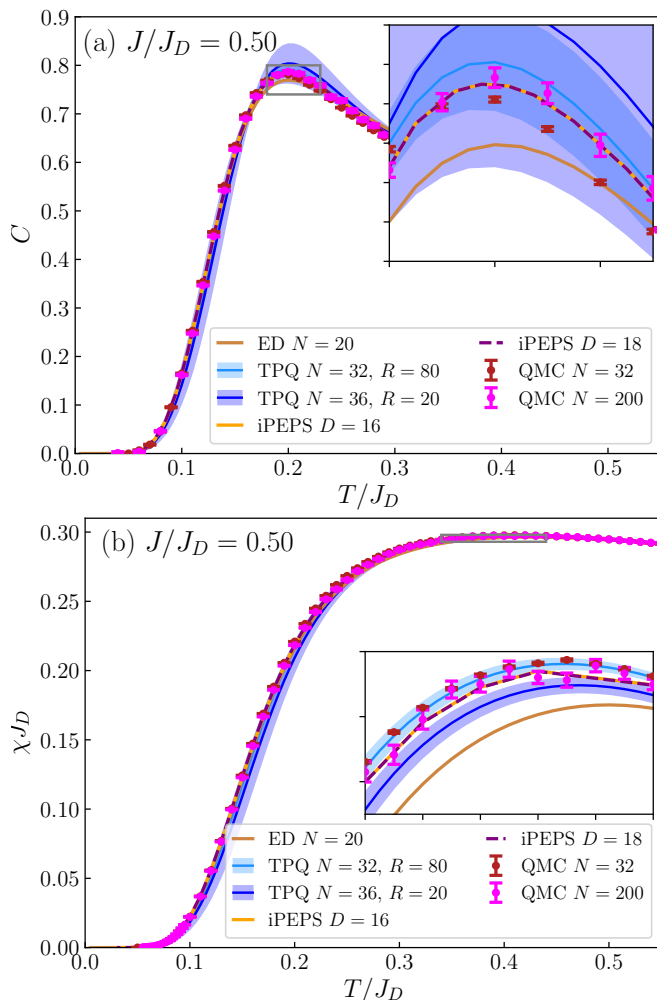 (a) J/J_D = 0.50
C
0.8
0.7
0.6
0.5
0.4
0.3
0.2
0.1
0.0
ED N = 20
TPQ N = 32, R = 80
TPQ N = 36, R = 20
iPEPS D = 16
iPEPS D = 18
QMC N = 32
QMC N = 200
0.0 0.1 0.2 0.3 0.4 0.5
T/J_D
(b) J/J_D = 0.50
χJ_D
0.30
0.25
0.20
0.15
0.10
0.05
0.00
ED N = 20
TPQ N = 32, R = 80
TPQ N = 36, R = 20
iPEPS D = 16
iPEPS D = 18
QMC N = 32
QMC N = 200
0.0 0.1 0.2 0.3 0.4 0.5
T/J_D